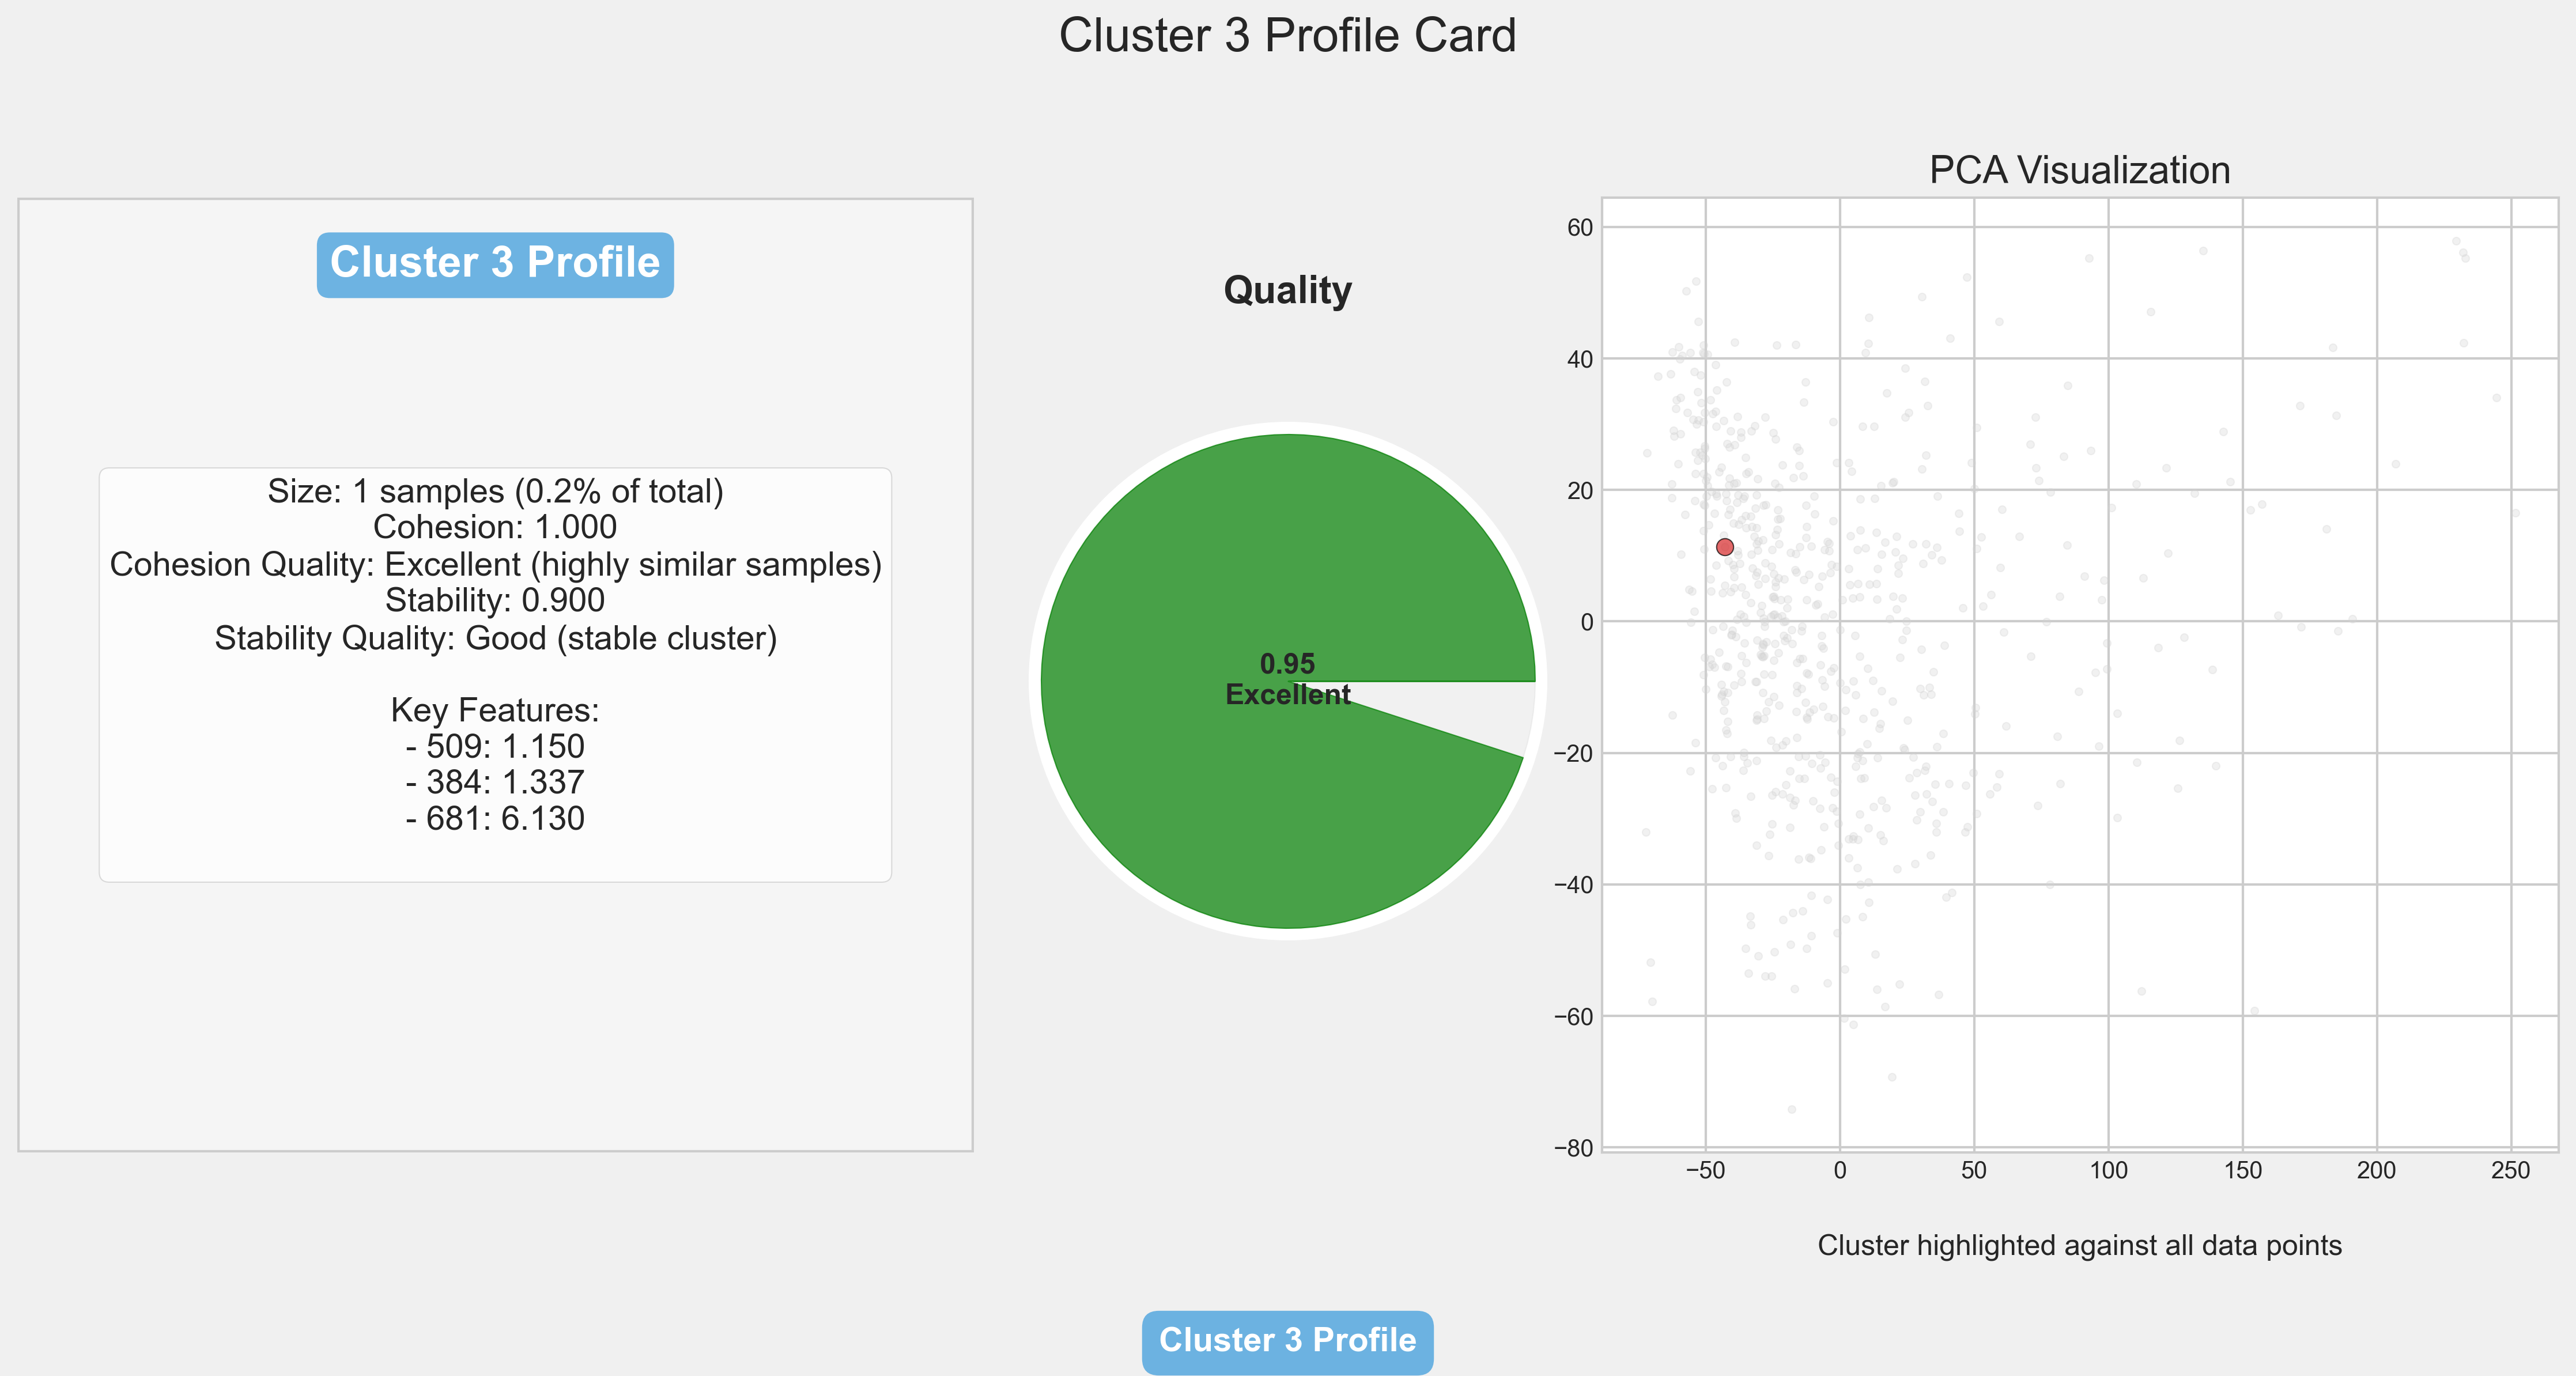 Cluster 3 Profile Card
Cluster 3 Profile
Size: 1 samples (0.2% of total)
Cohesion: 1.000
Cohesion Quality: Excellent (highly similar samples)
Stability: 0.900
Stability Quality: Good (stable cluster)
Key Features:
- 509: 1.150
- 384: 1.337
- 681: 6.130
Quality
0.95
Excellent
PCA Visualization
60
40
20
0
−20
−40
−60
−80
−50 0 50 100 150 200 250
Cluster highlighted against all data points
Cluster 3 Profile